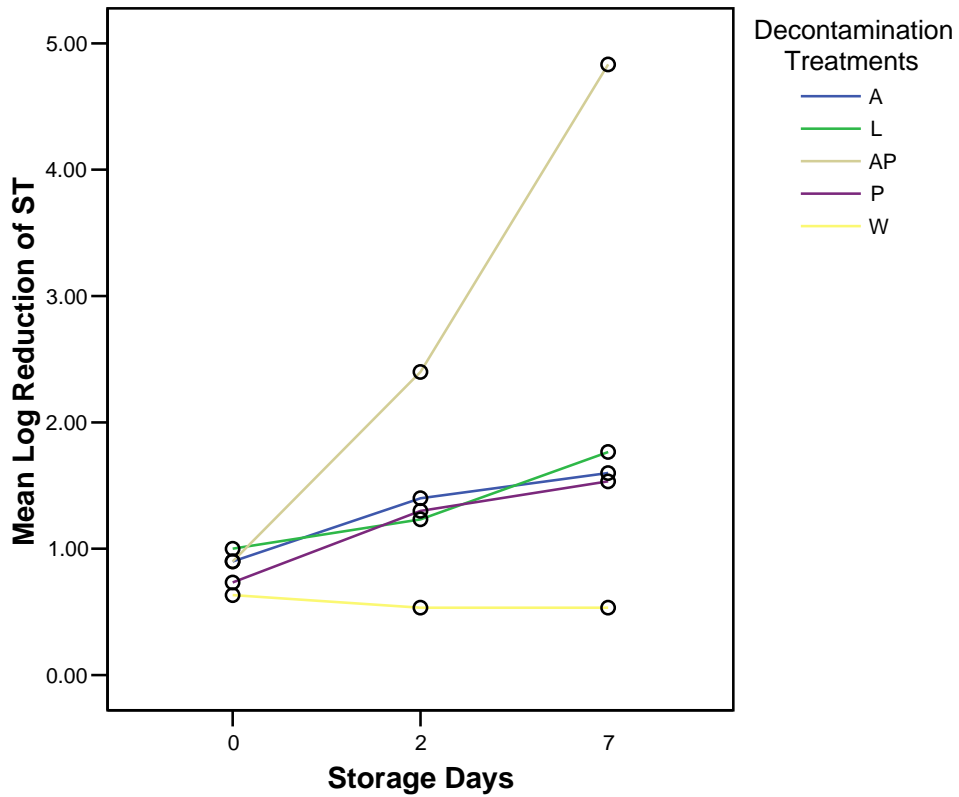 Decontamination
Treatments
A
L
AP
P
W
Mean Log Reduction of ST
5.00
4.00
3.00
2.00
1.00
0.00
0
2
7
Storage Days